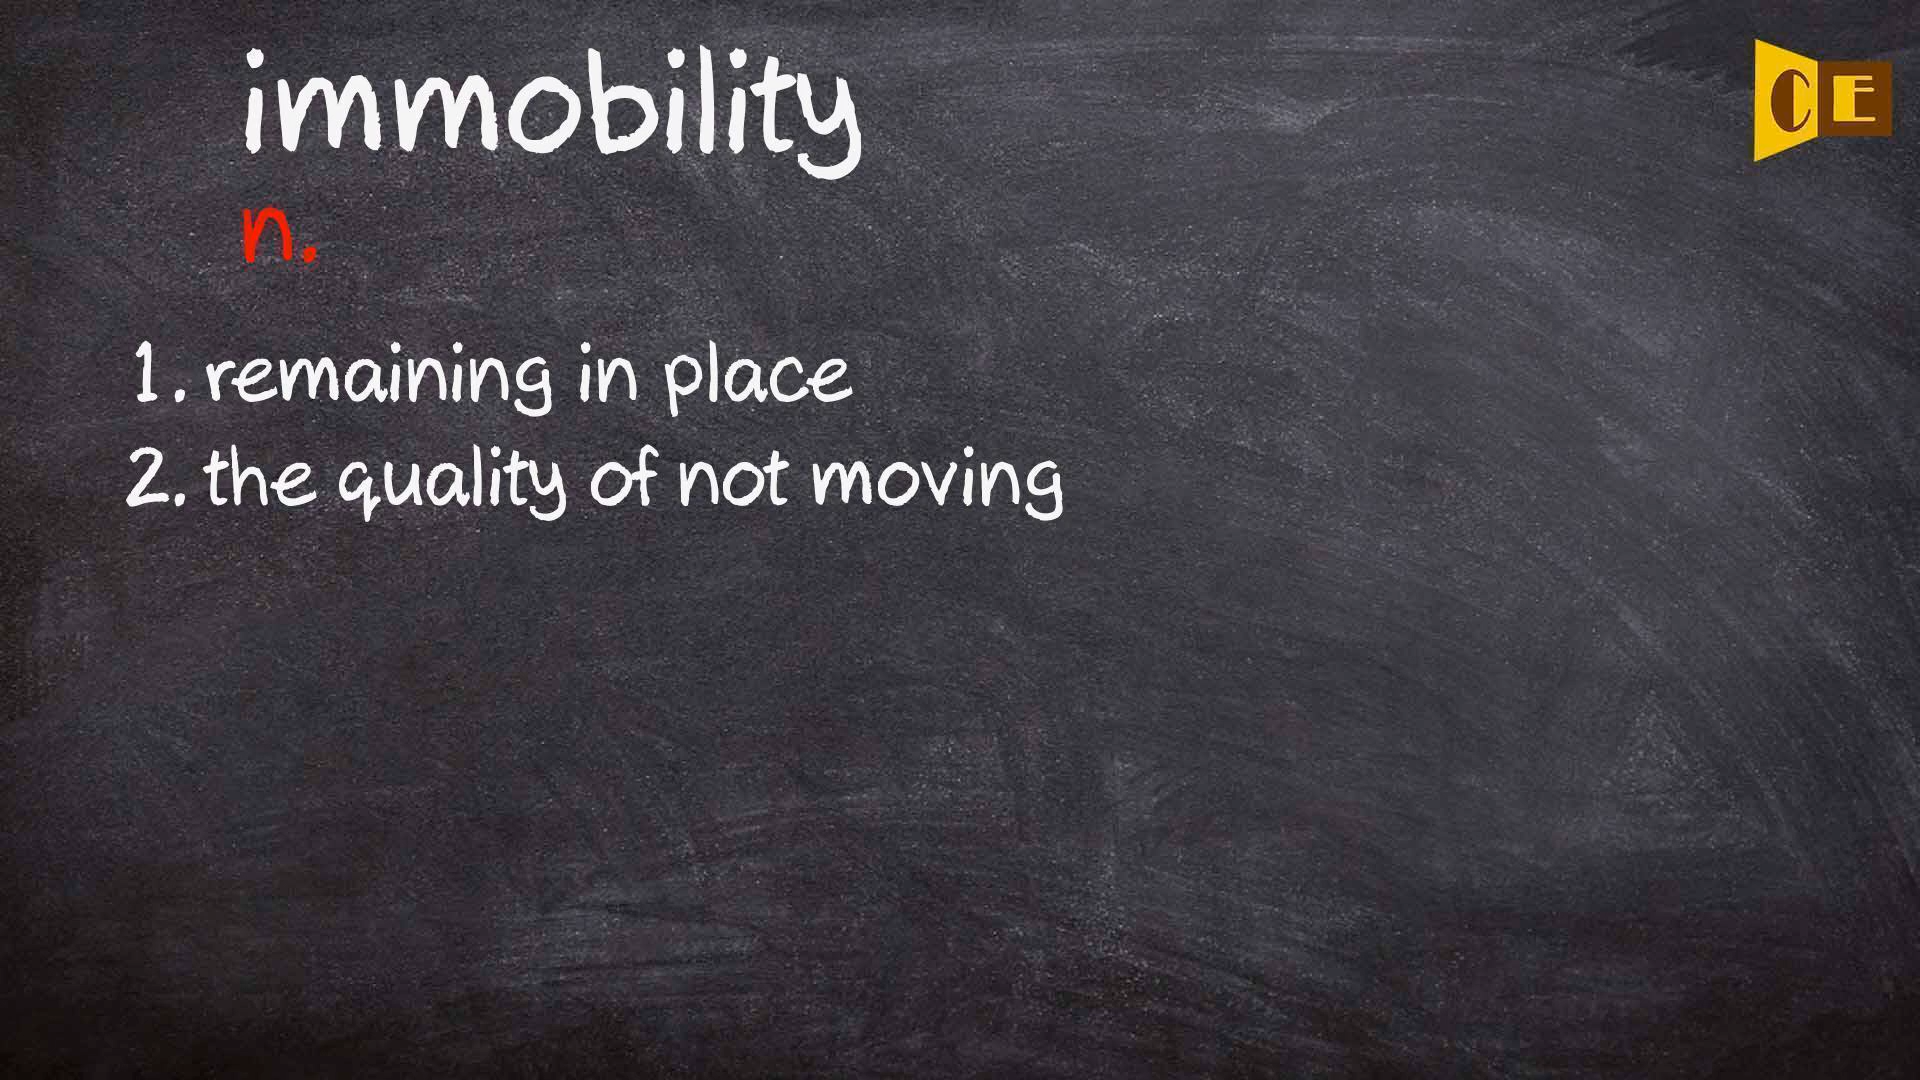 immobility
n.
1. remaining in place
2. the quality of not moving
CE